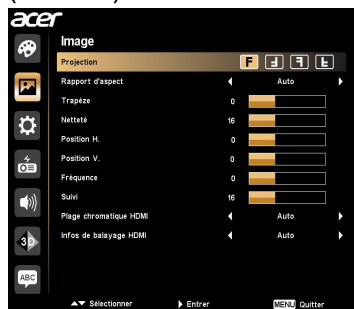 acer
Image
Projection F F F F
Rapport d'aspect Auto
Trapèze 0
Netteté 16
Position H. 0
Position V. 0
Fréquence 0
Suivi 16
Plage chromatique HDMI Auto
Infos de balayage HDMI Auto
3D
ABC
Sélectionner Entrer MENU Quitter